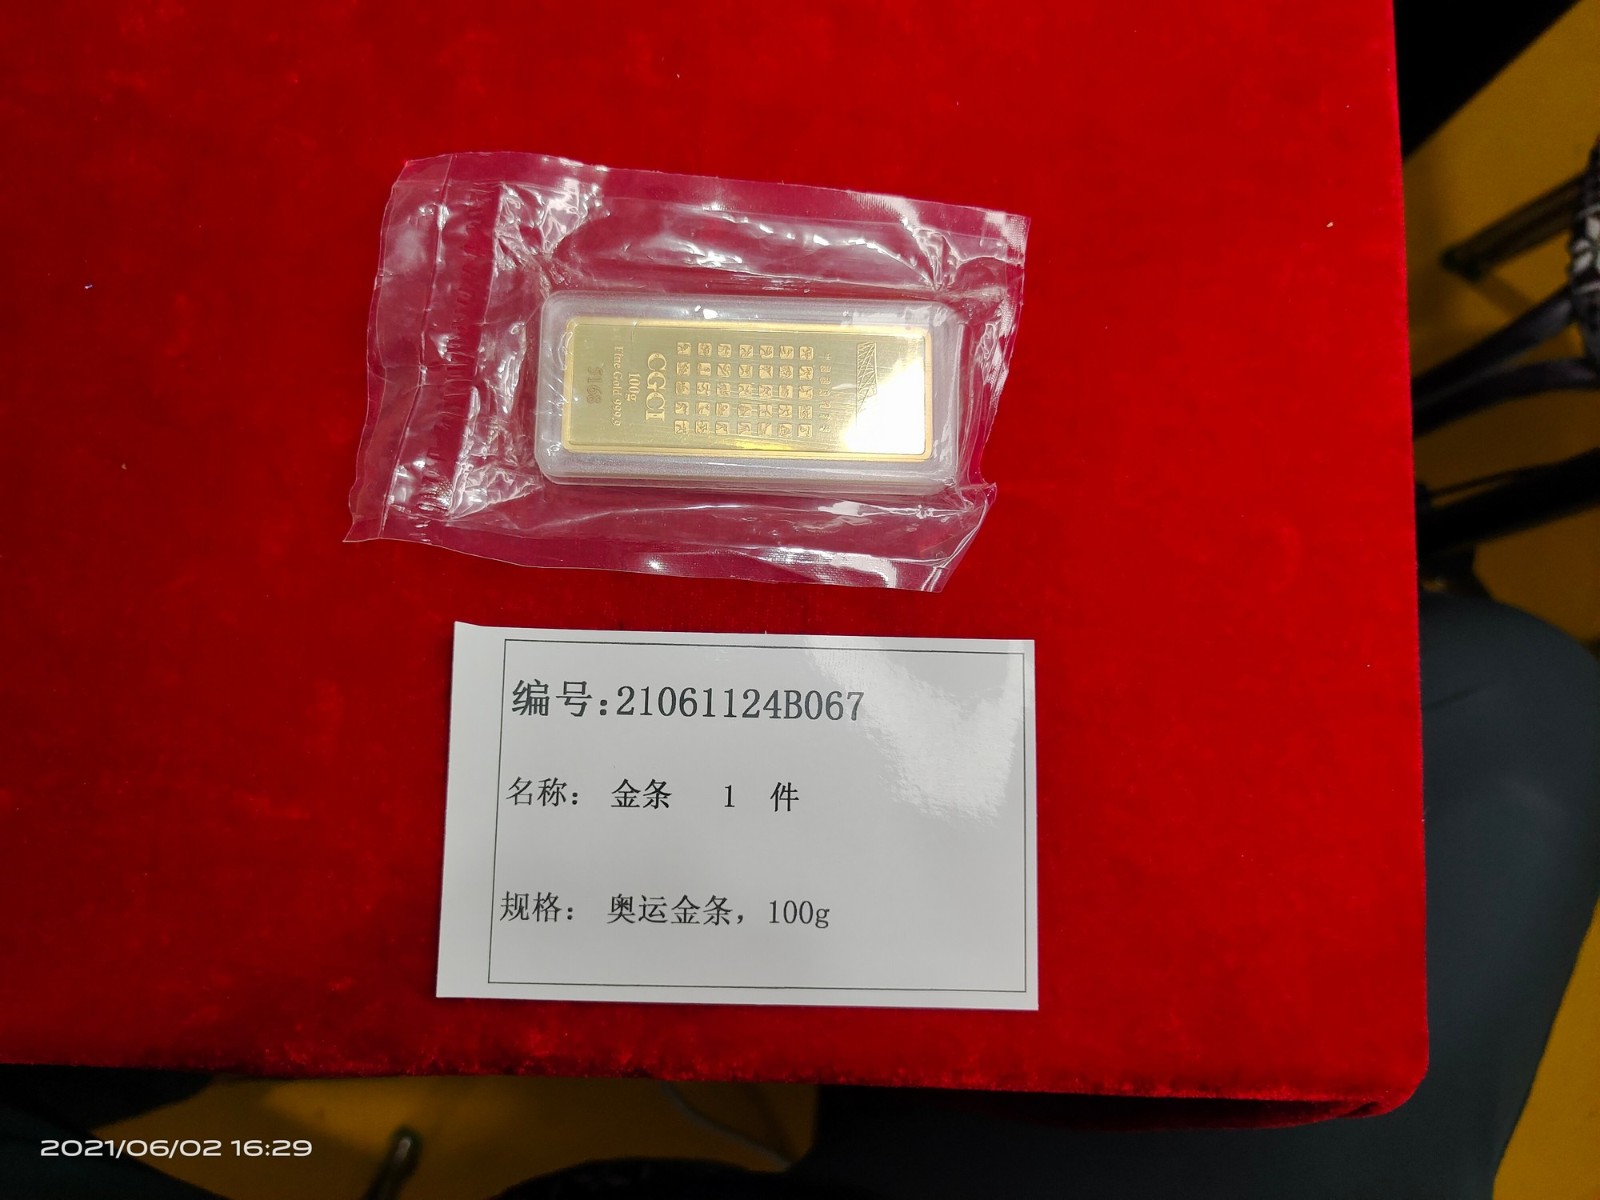 CGCI
100g
Fine Gold 999.9
编号:21061124B067
名称： 金条 1 件
规格： 奥运金条，100g
2021/06/02 16:29